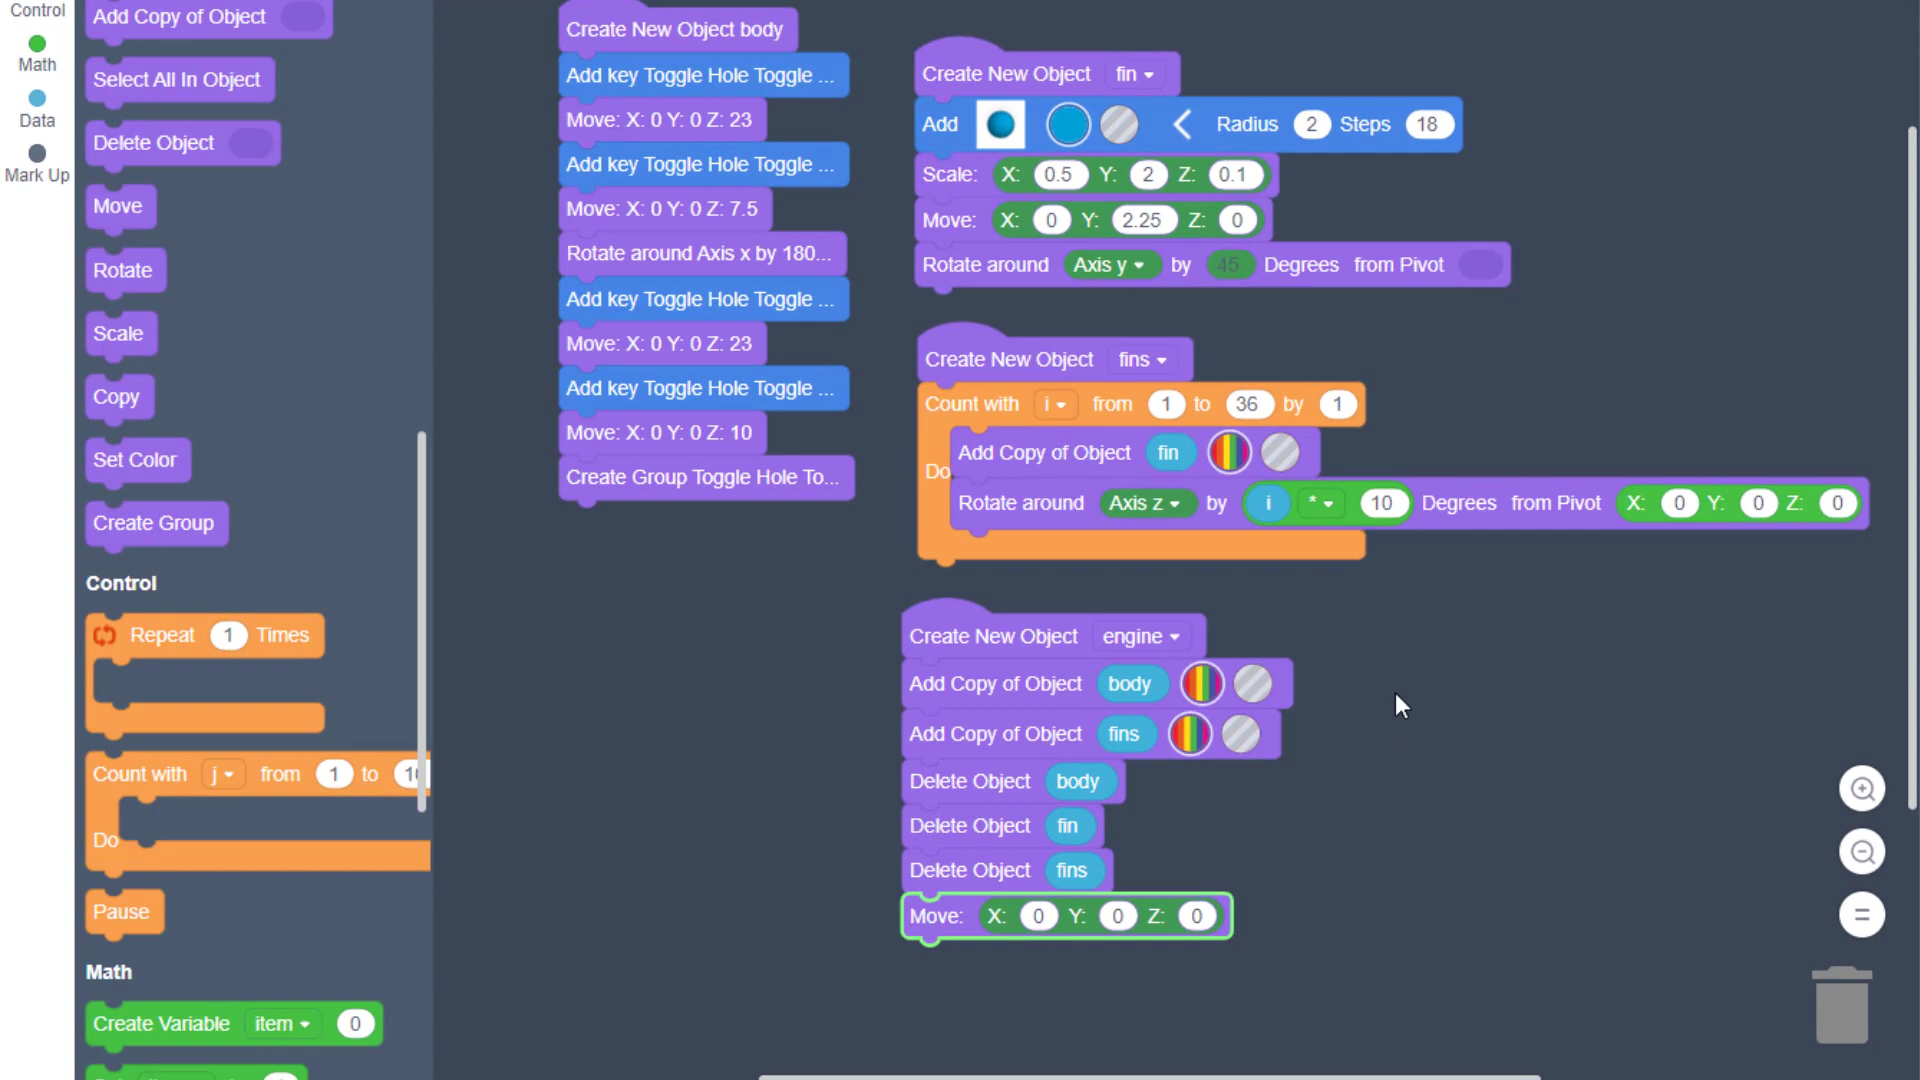 Control
Math
Data
Mark Up
Add Copy of Object
Select All In Object
Delete Object
Move
Rotate
Scale
Copy
Set Color
Create Group
Control
Repeat 1 Times
Count with j from 1 to
Do
Pause
Math
Create Variable item 0
Create New Object body
Add key Toggle Hole Toggle ...
Move: X: 0 Y: 0 Z: 23
Add key Toggle Hole Toggle ...
Move: X: 0 Y: 0 Z: 7.5
Rotate around Axis x by 180...
Add key Toggle Hole Toggle ...
Move: X: 0 Y: 0 Z: 23
Add key Toggle Hole Toggle ...
Move: X: 0 Y: 0 Z: 10
Create Group Toggle Hole To...
Create New Object fin
Add Radius 2 Steps 18
Scale: X: 0.5 Y: 2 Z: 0.1
Move: X: 0 Y: 2.25 Z: 0
Rotate around Axis y by 45 Degrees from Pivot
Create New Object fins
Count with i from 1 to 36 by 1
Do
Add Copy of Object fin
Rotate around Axis z by i * 10 Degrees from Pivot X: 0 Y: 0 Z: 0
Create New Object engine
Add Copy of Object body
Add Copy of Object fins
Delete Object body
Delete Object fin
Delete Object fins
Move: X: 0 Y: 0 Z: 0